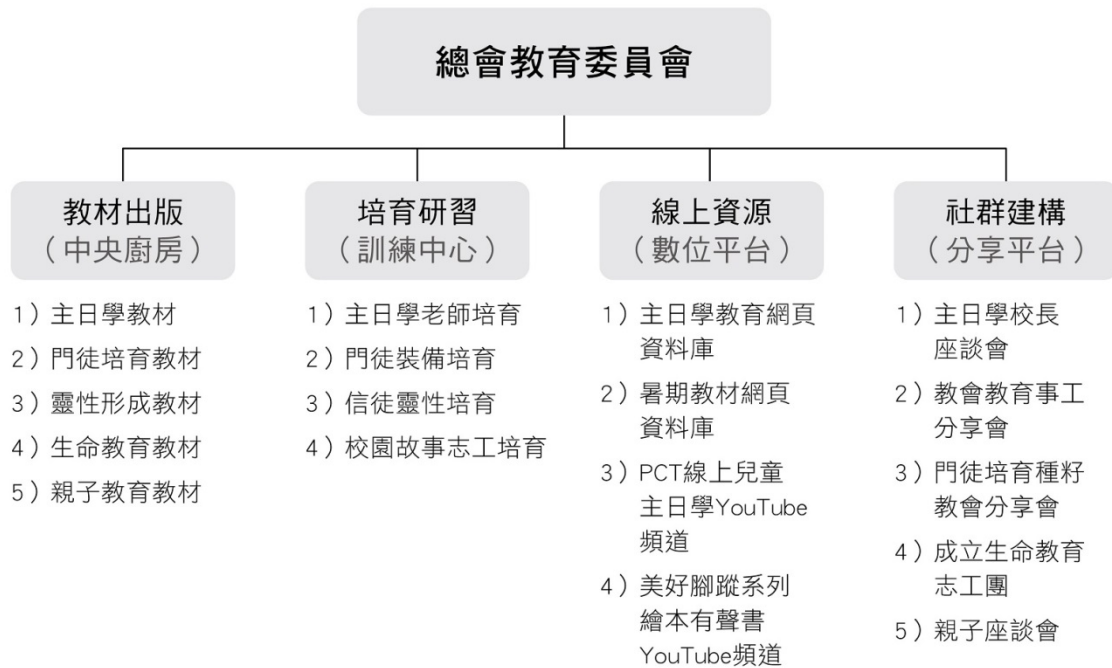 總會教育委員會
教材出版
（中央廚房）
1）主日學教材
2）門徒培育教材
3）靈性形成教材
4）生命教育教材
5）親子教育教材
培育研習
（訓練中心）
1）主日學老師培育
2）門徒裝備培育
3）信徒靈性培育
4）校園故事志工培育
線上資源
（數位平台）
1）主日學教育網頁
資料庫
2）暑期教材網頁
資料庫
3）PCT線上兒童
主日學YouTube
頻道
4）美好腳蹤系列
繪本有聲書
YouTube頻道
社群建構
（分享平台）
1）主日學校長
座談會
2）教會教育事工
分享會
3）門徒培育種籽
教會分享會
4）成立生命教育
志工團
5）親子座談會